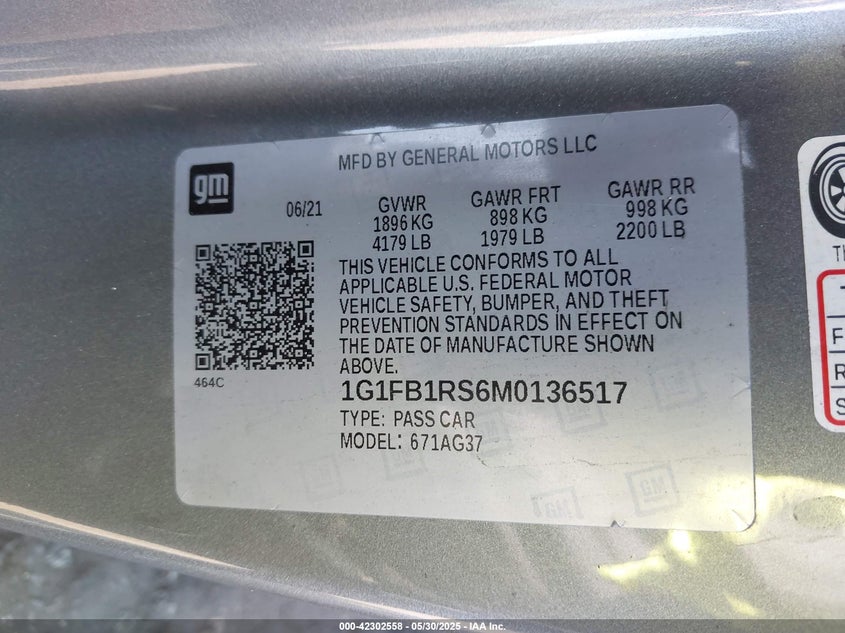 MFD BY GENERAL MOTORS LLC
gm
06/21
GVWR
1896 KG
4179 LB
GAWR FRT
898 KG
1979 LB
GAWR RR
998 KG
2200 LB
THIS VEHICLE CONFORMS TO ALL
APPLICABLE U.S. FEDERAL MOTOR
VEHICLE SAFETY, BUMPER, AND THEFT
PREVENTION STANDARDS IN EFFECT ON
THE DATE OF MANUFACTURE SHOWN
ABOVE.
464C
1G1FB1RS6M0136517
TYPE: PASS CAR
MODEL: 671AG37
GM
GM
TH
F
R
S
000-42302558 - 05/30/2025 - IAA Inc.